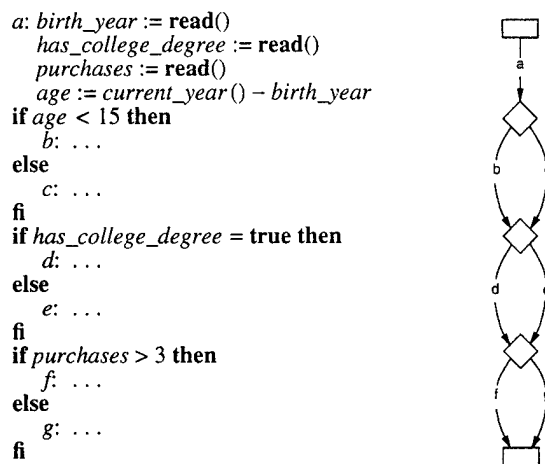 a: birth_year := read()
has_college_degree := read()
purchases := read()
age := current_year() – birth_year
if age < 15 then
b: . . .
else
c: . . .
fi
if has_college_degree = true then
d: . . .
else
e: . . .
fi
if purchases > 3 then
f: . . .
else
g: . . .
fi
a
b
d
f